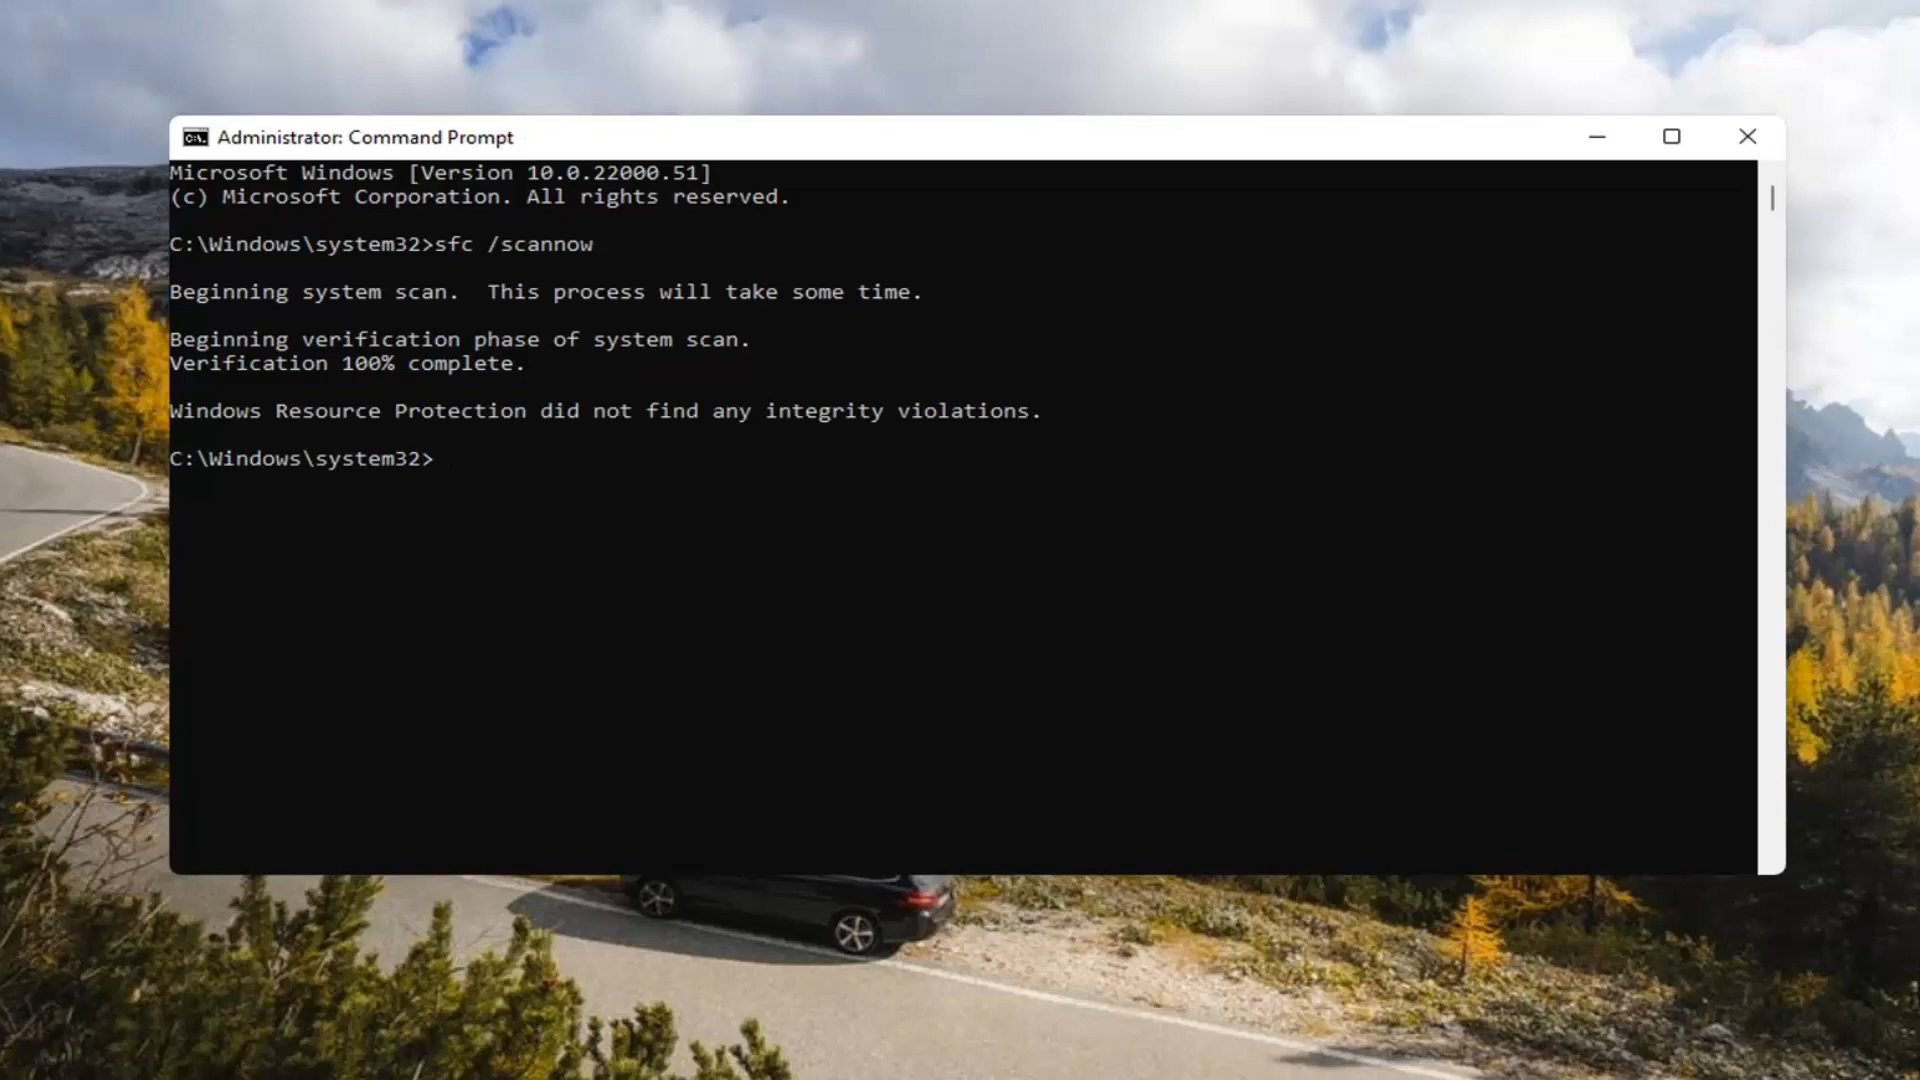 Administrator: Command Prompt
Microsoft Windows [Version 10.0.22000.51]
(c) Microsoft Corporation. All rights reserved.
C:\Windows\system32>sfc /scannow
Beginning system scan.  This process will take some time.
Beginning verification phase of system scan.
Verification 100% complete.
Windows Resource Protection did not find any integrity violations.
C:\Windows\system32>